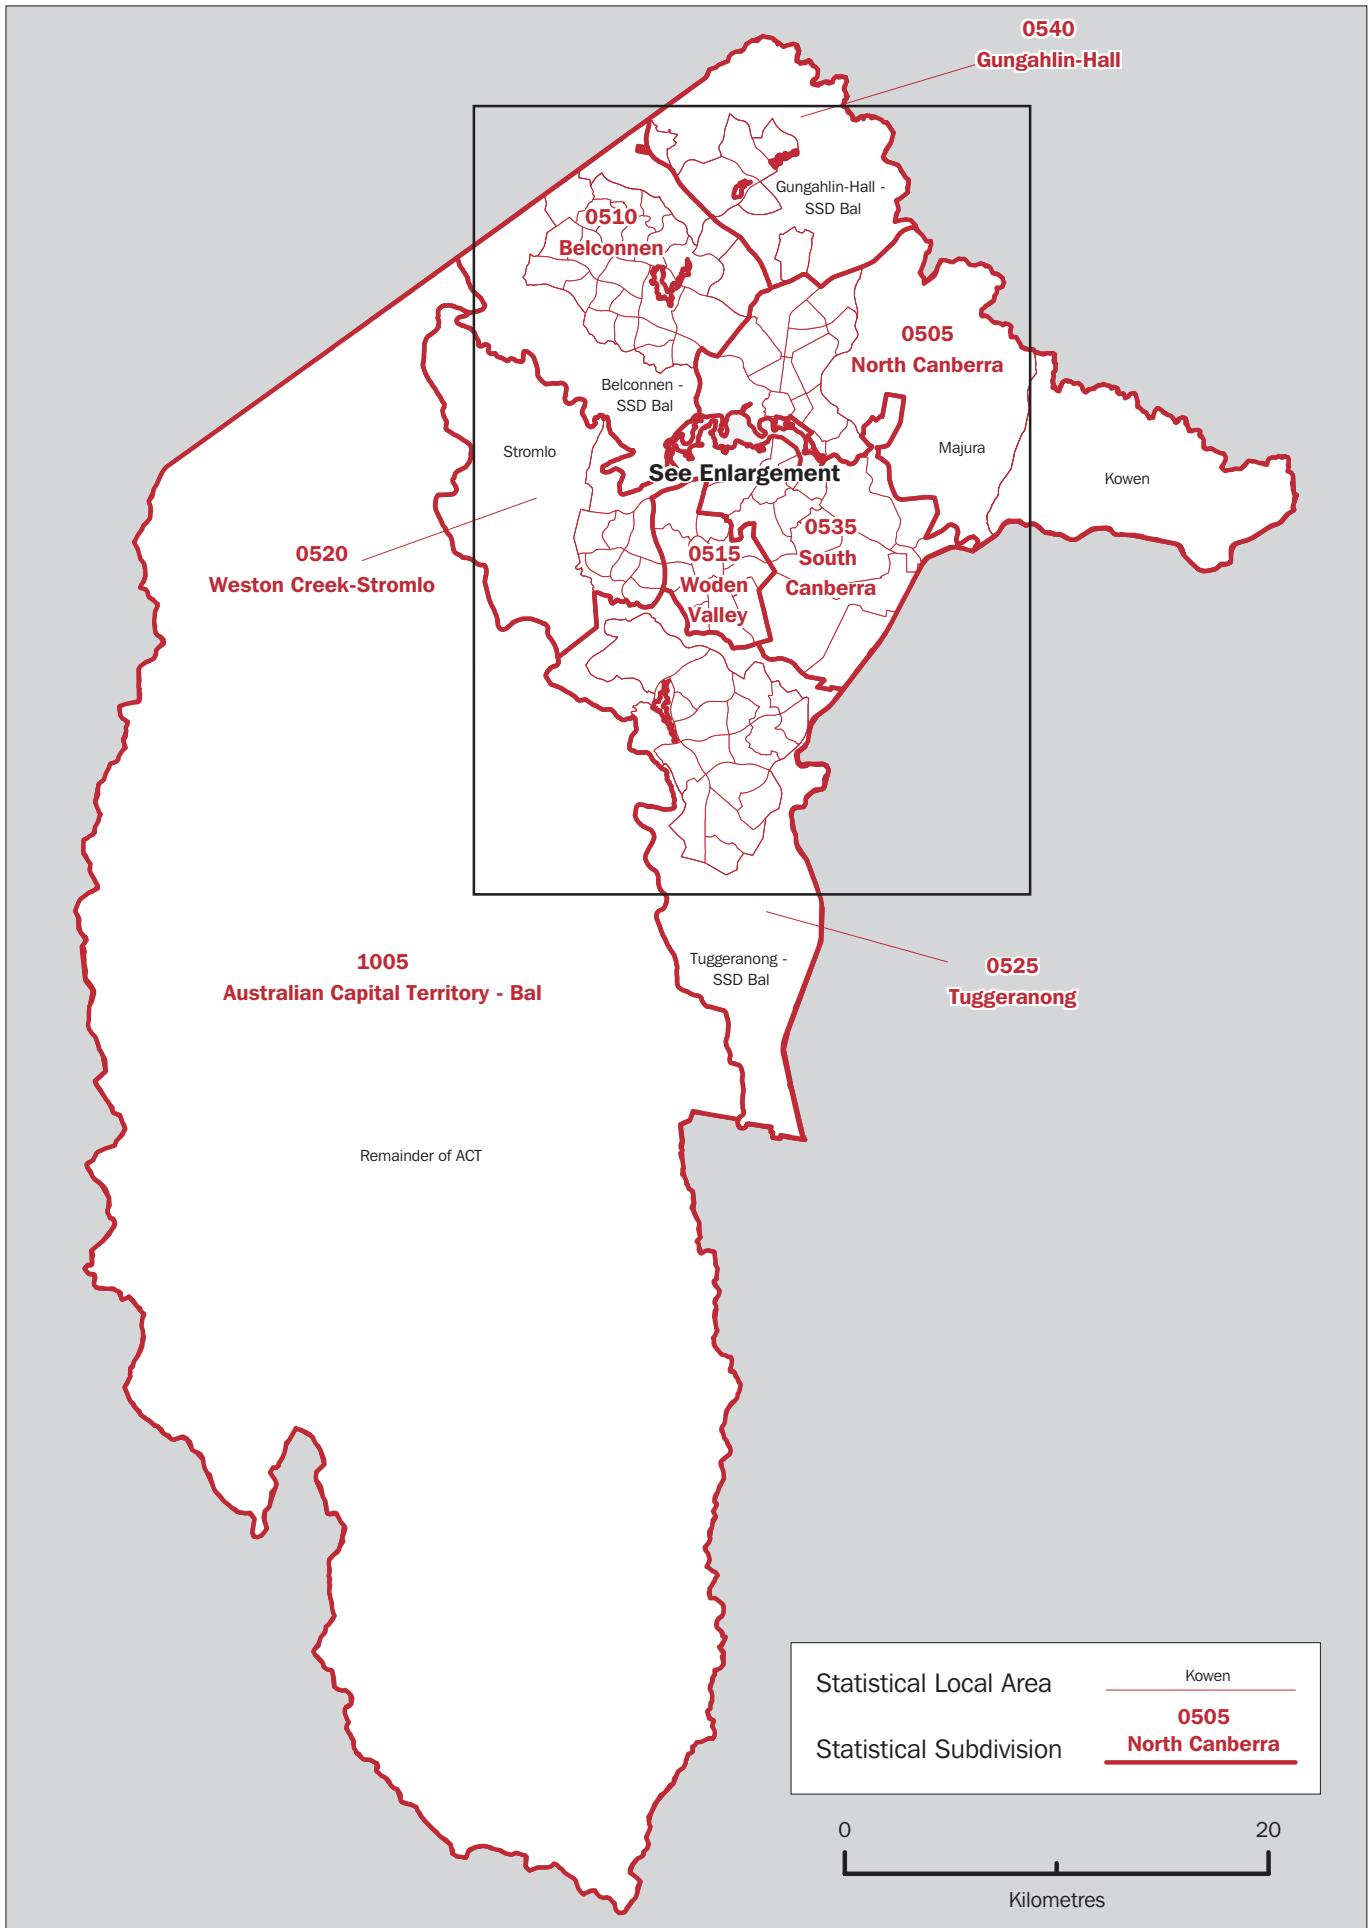 0540
Gungahlin-Hall
Gungahlin-Hall -
SSD Bal
0510
Belconnen
0505
North Canberra
Belconnen -
SSD Bal
Stromlo
Majura
See Enlargement
Kowen
0520
Weston Creek-Stromlo
0515
Woden
Valley
0535
South
Canberra
1005
Australian Capital Territory - Bal
Tuggeranong -
SSD Bal
0525
Tuggeranong
Remainder of ACT
Statistical Local Area
Kowen
Statistical Subdivision
0505
North Canberra
0
20
Kilometres